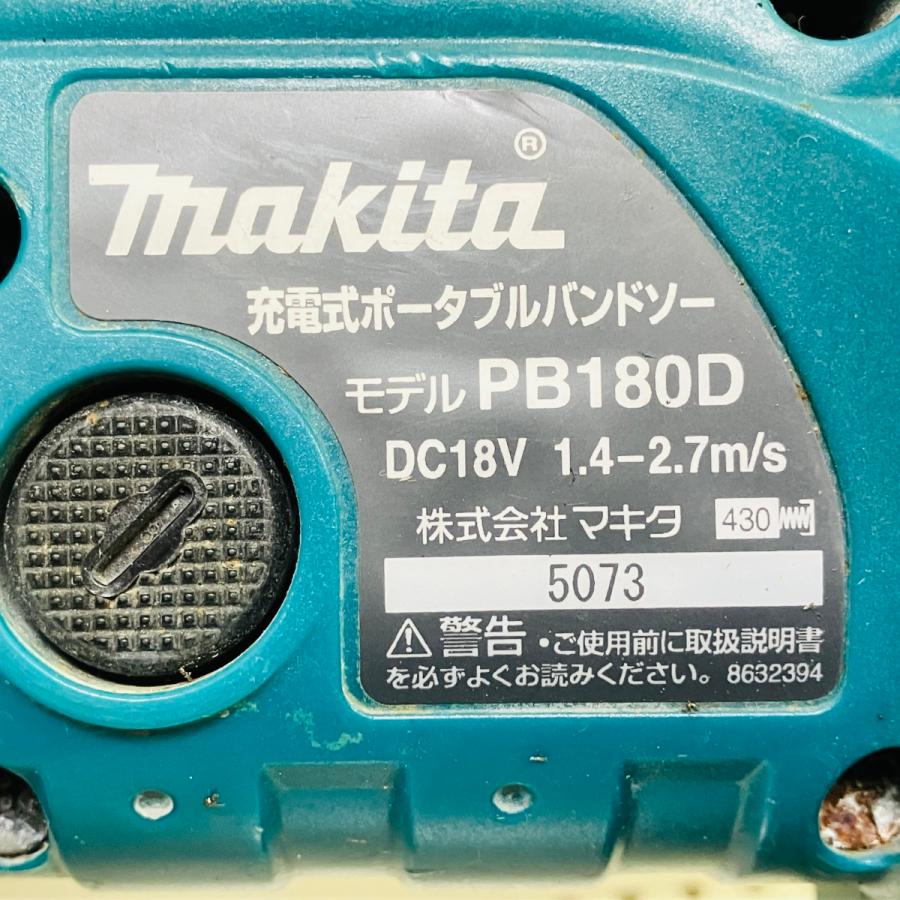 makita®
充電式ポータブルバンドソー
モデル PB180D
DC18V 1.4-2.7m/s
株式会社マキタ 430
5073
⚠警告・ご使用前に取扱説明書
を必ずよくお読みください。 8632394